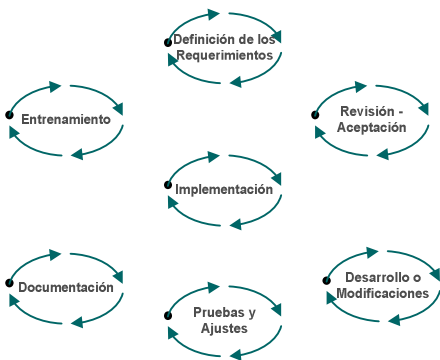 Definición de los
Requerimientos
Entrenamiento
Revisión -
Aceptación
Implementación
Documentación
Desarrollo o
Modificaciones
Pruebas y
Ajustes